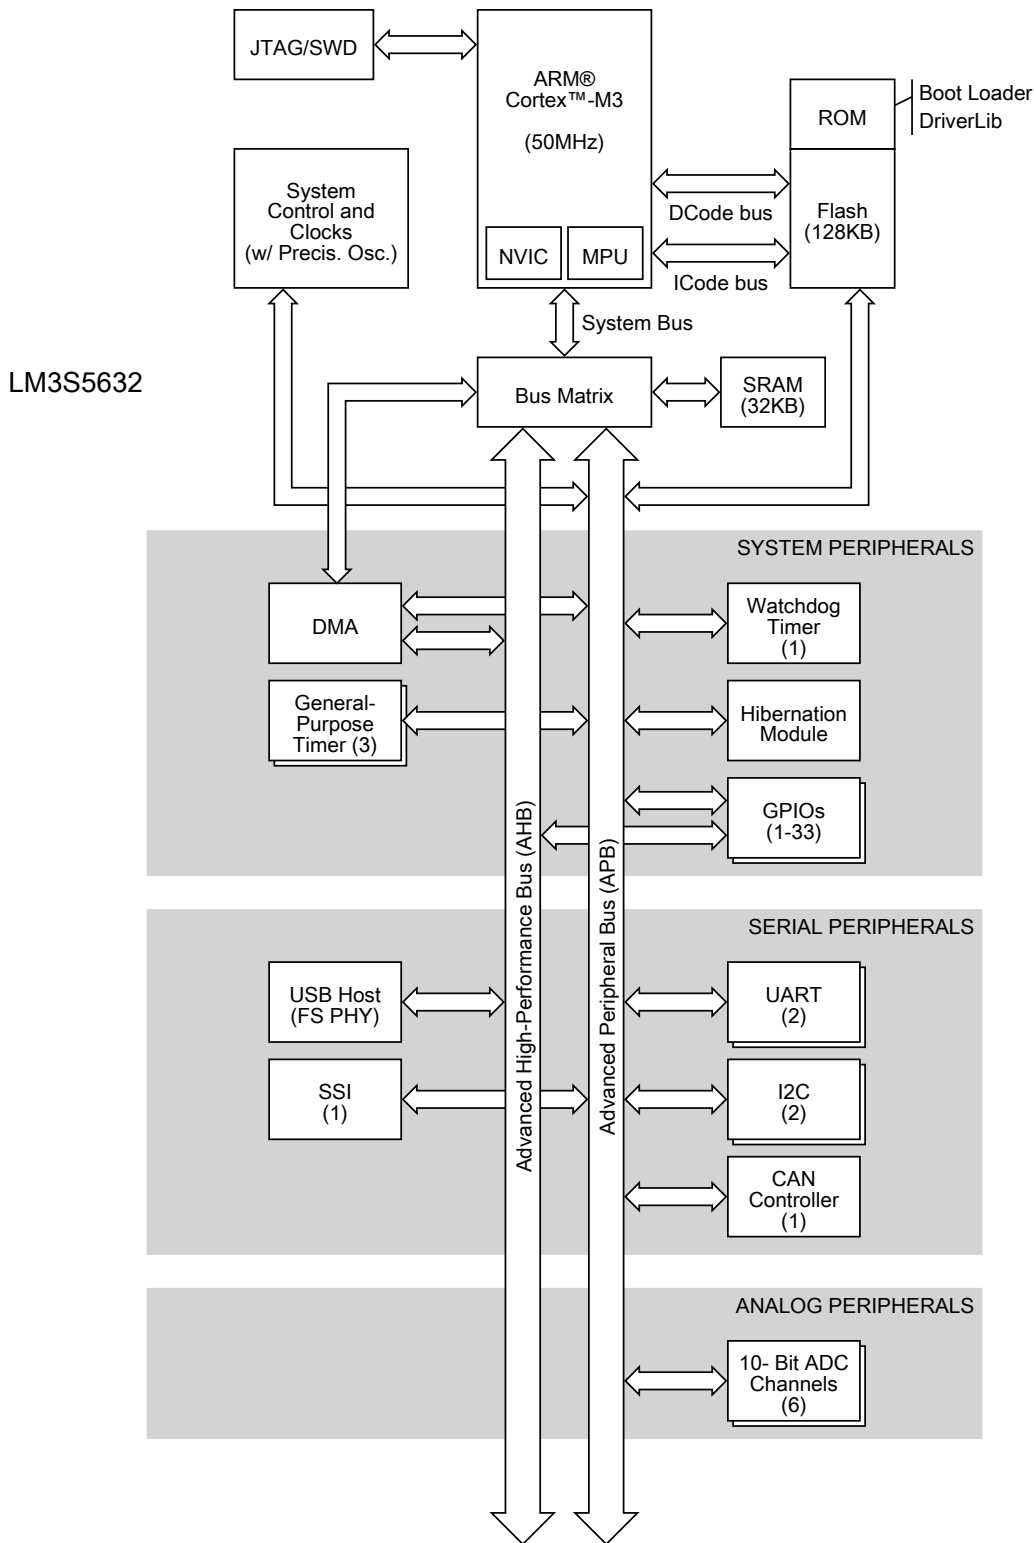 JTAG/SWD
ARM®
Cortex™-M3
(50MHz)
NVIC
MPU
ROM
Boot Loader
DriverLib
Flash
(128KB)
DCode bus
ICode bus
System
Control and
Clocks
(w/ Precis. Osc.)
System Bus
LM3S5632
Bus Matrix
SRAM
(32KB)
SYSTEM PERIPHERALS
DMA
Watchdog
Timer
(1)
General-
Purpose
Timer (3)
Hibernation
Module
GPIOs
(1-33)
Advanced High-Performance Bus (AHB)
Advanced Peripheral Bus (APB)
SERIAL PERIPHERALS
USB Host
(FS PHY)
UART
(2)
SSI
(1)
I2C
(2)
CAN
Controller
(1)
ANALOG PERIPHERALS
10- Bit ADC
Channels
(6)